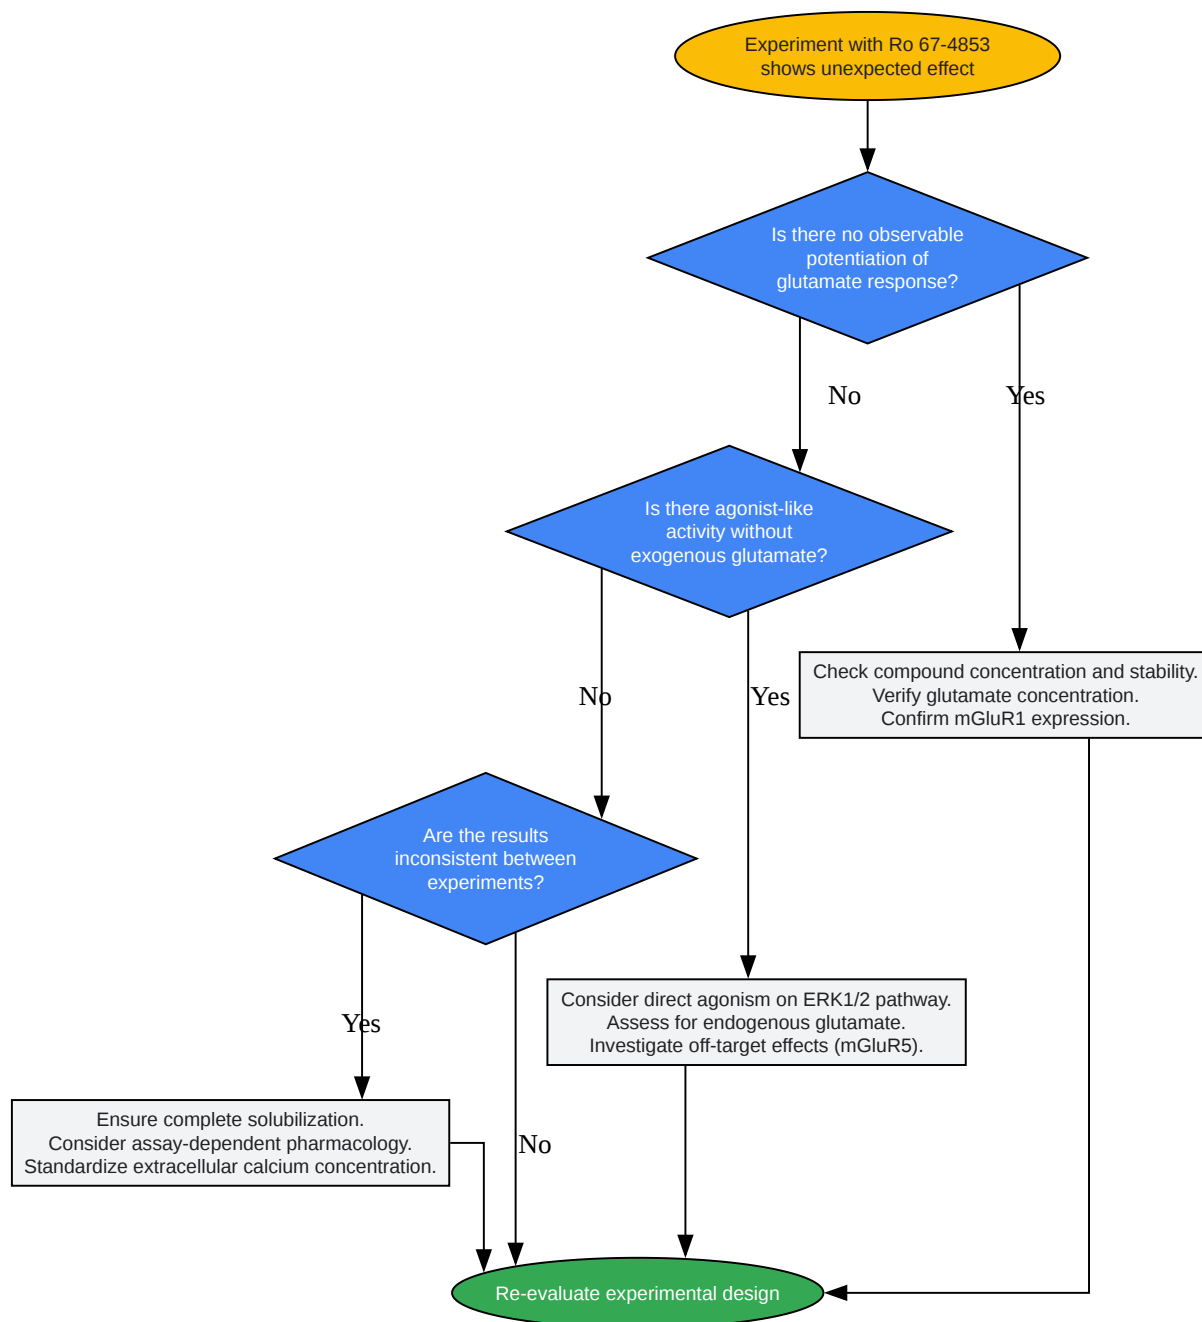 Experiment with Ro 67-4853
shows unexpected effect
Is there no observable
potentiation of
glutamate response?
No
Yes
Is there agonist-like
activity without
exogenous glutamate?
No
Yes
Check compound concentration and stability.
Verify glutamate concentration.
Confirm mGluR1 expression.
Are the results
inconsistent between
experiments?
Yes
No
Consider direct agonism on ERK1/2 pathway.
Assess for endogenous glutamate.
Investigate off-target effects (mGluR5).
Ensure complete solubilization.
Consider assay-dependent pharmacology.
Standardize extracellular calcium concentration.
Re-evaluate experimental design